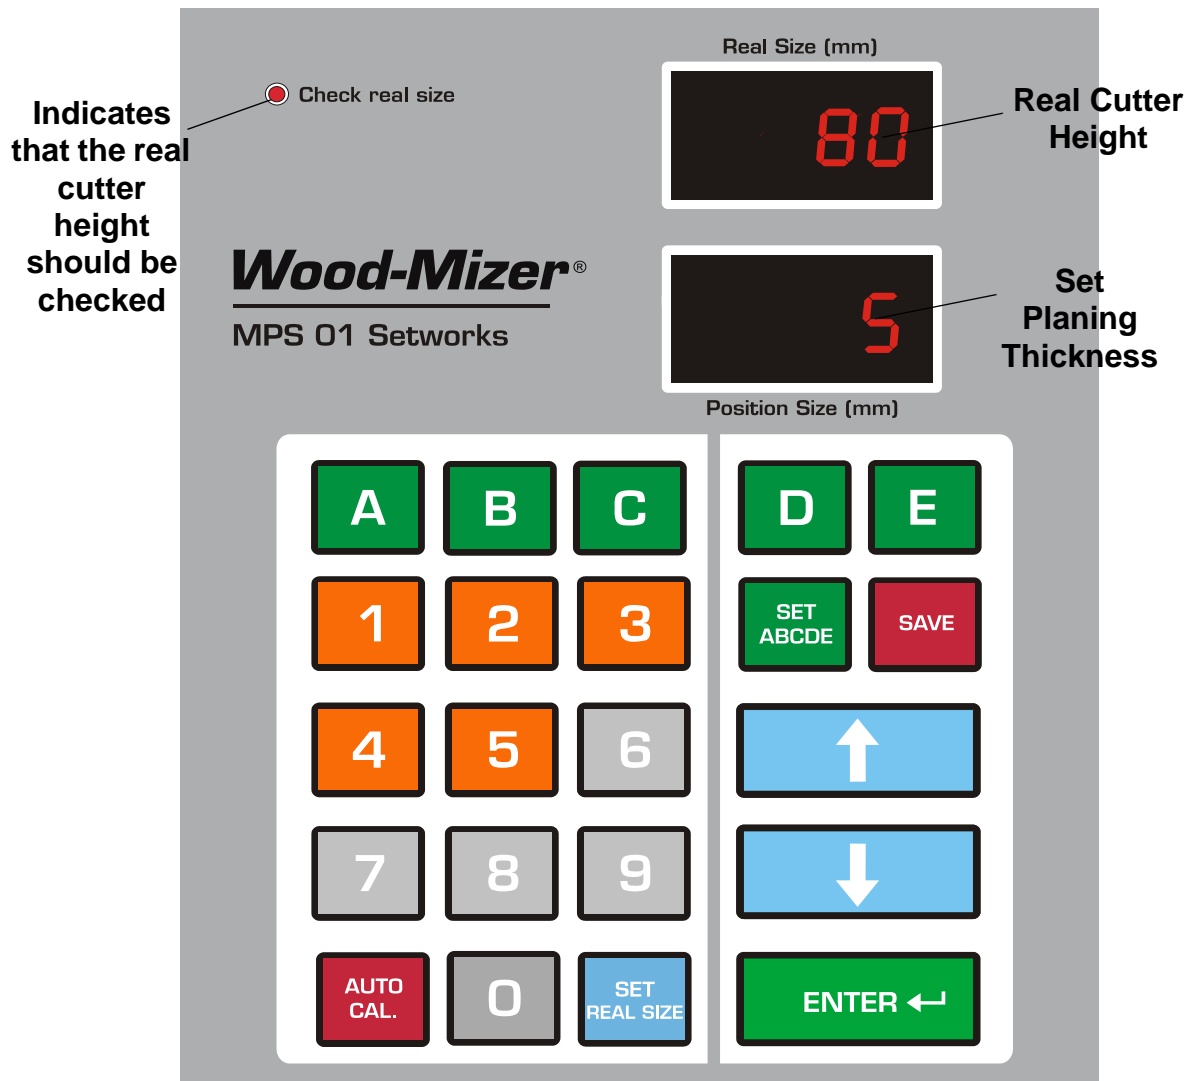 Real Size (mm)
Check real size
Indicates
that the real
cutter
height
should be
checked
80
Real Cutter
Height
Wood-Mizer®
MPS 01 Setworks
5
Set
Planing
Thickness
Position Size (mm)
A B C D E
1 2 3
SET
ABCDE
SAVE
4 5 6
7 8 9
AUTO
CAL.
0
SET
REAL SIZE
ENTER